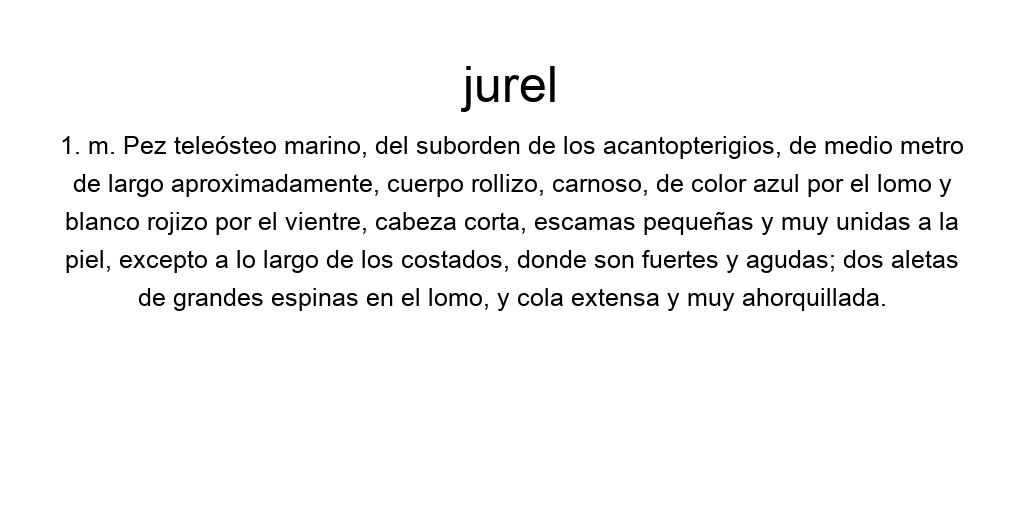 jurel
1. m. Pez teleósteo marino, del suborden de los acantopterigios, de medio metro
de largo aproximadamente, cuerpo rollizo, carnoso, de color azul por el lomo y
blanco rojizo por el vientre, cabeza corta, escamas pequeñas y muy unidas a la
piel, excepto a lo largo de los costados, donde son fuertes y agudas; dos aletas
de grandes espinas en el lomo, y cola extensa y muy ahorquillada.